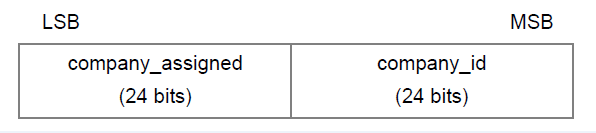 LSB MSB
company_assigned company_id
(24 bits) (24 bits)